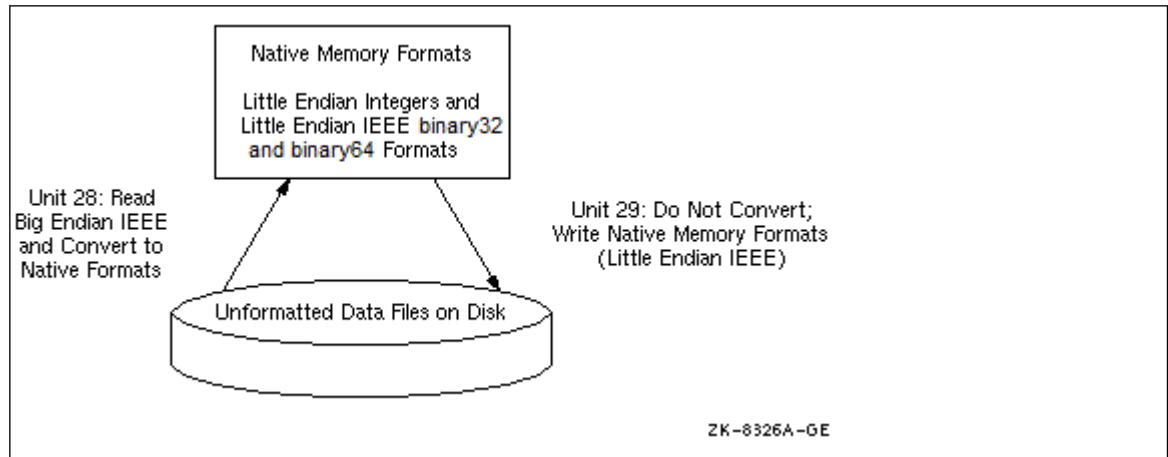 Native Memory Formats
Little Endian Integers and
Little Endian IEEE binary32
and binary64 Formats
Unit 28: Read
Big Endian IEEE
and Convert to
Native Formats
Unit 29: Do Not Convert;
Write Native Memory Formats
(Little Endian IEEE)
Unformatted Data Files on Disk
ZK-8326A-GE